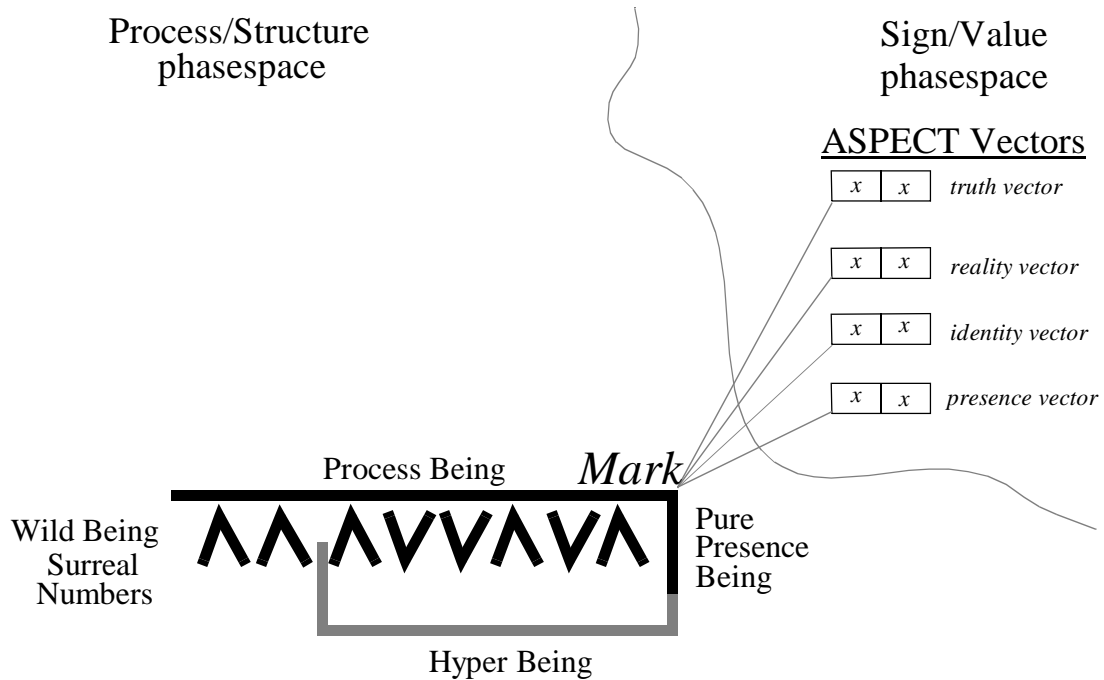 Process/Structure
phasespace
Sign/Value
phasespace
ASPECT Vectors
x x truth vector
x x reality vector
x x identity vector
x x presence vector
Process Being
Mark
Wild Being
Surreal
Numbers
Pure
Presence
Being
Hyper Being